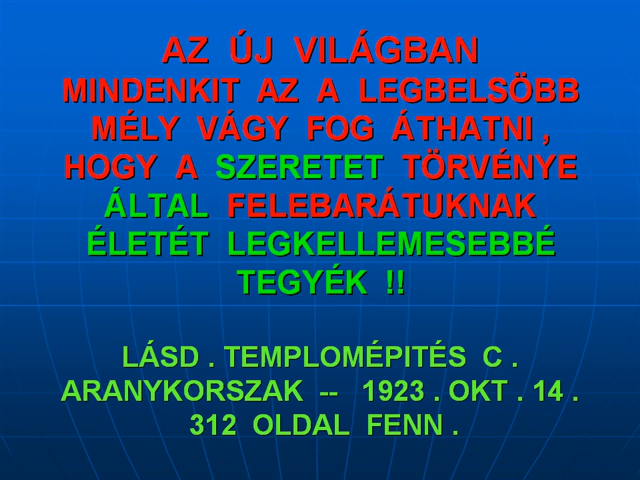 AZ ÚJ VILÁGBAN
MINDENKIT AZ A LEGBELSÖBB
MÉLY VÁGY FOG ÁTHATNI ,
HOGY A SZERETET TÖRVÉNYE
ÁLTAL FELEBARÁTUKNAK
ÉLETÉT LEGKELLEMESEBBÉ
TEGYÉK !!
LÁSD . TEMPLOMÉPITÉS C .
ARANYKORSZAK -- 1923 . OKT . 14 .
312 OLDAL FENN .